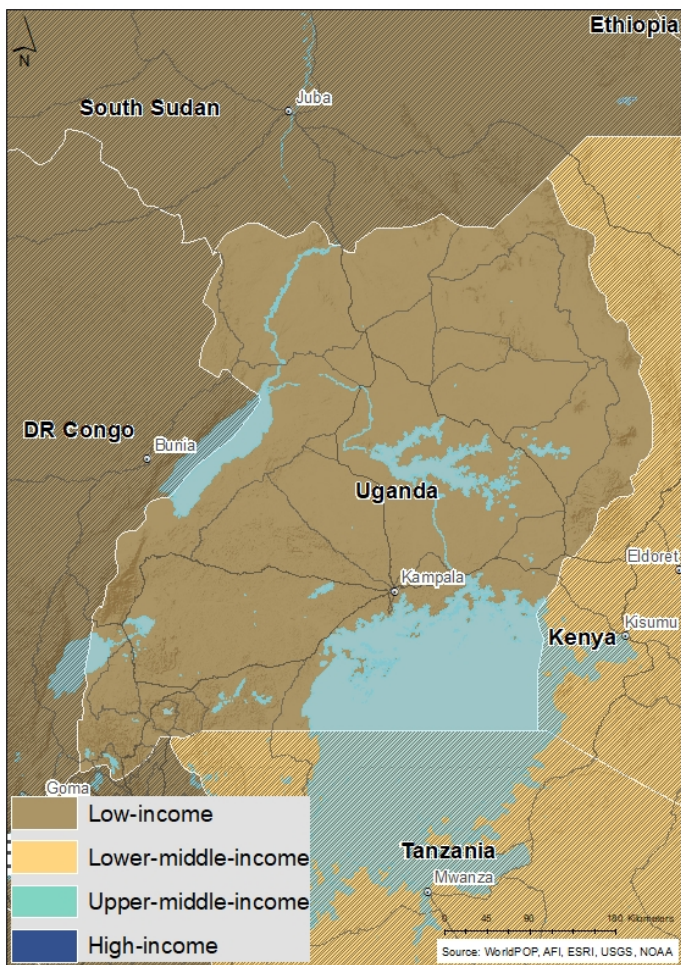 Ethiopia
N
Juba
South Sudan
DR Congo
Bunia
Uganda
Eldoret
Kampala
Kisumu
Kenya
Goma
Low-income
Lower-middle-income
Tanzania
Mwanza
Upper-middle-income
0 45 90 180 Kilometers
High-income
Source: WorldPOP, AFI, ESRI, USGS, NOAA